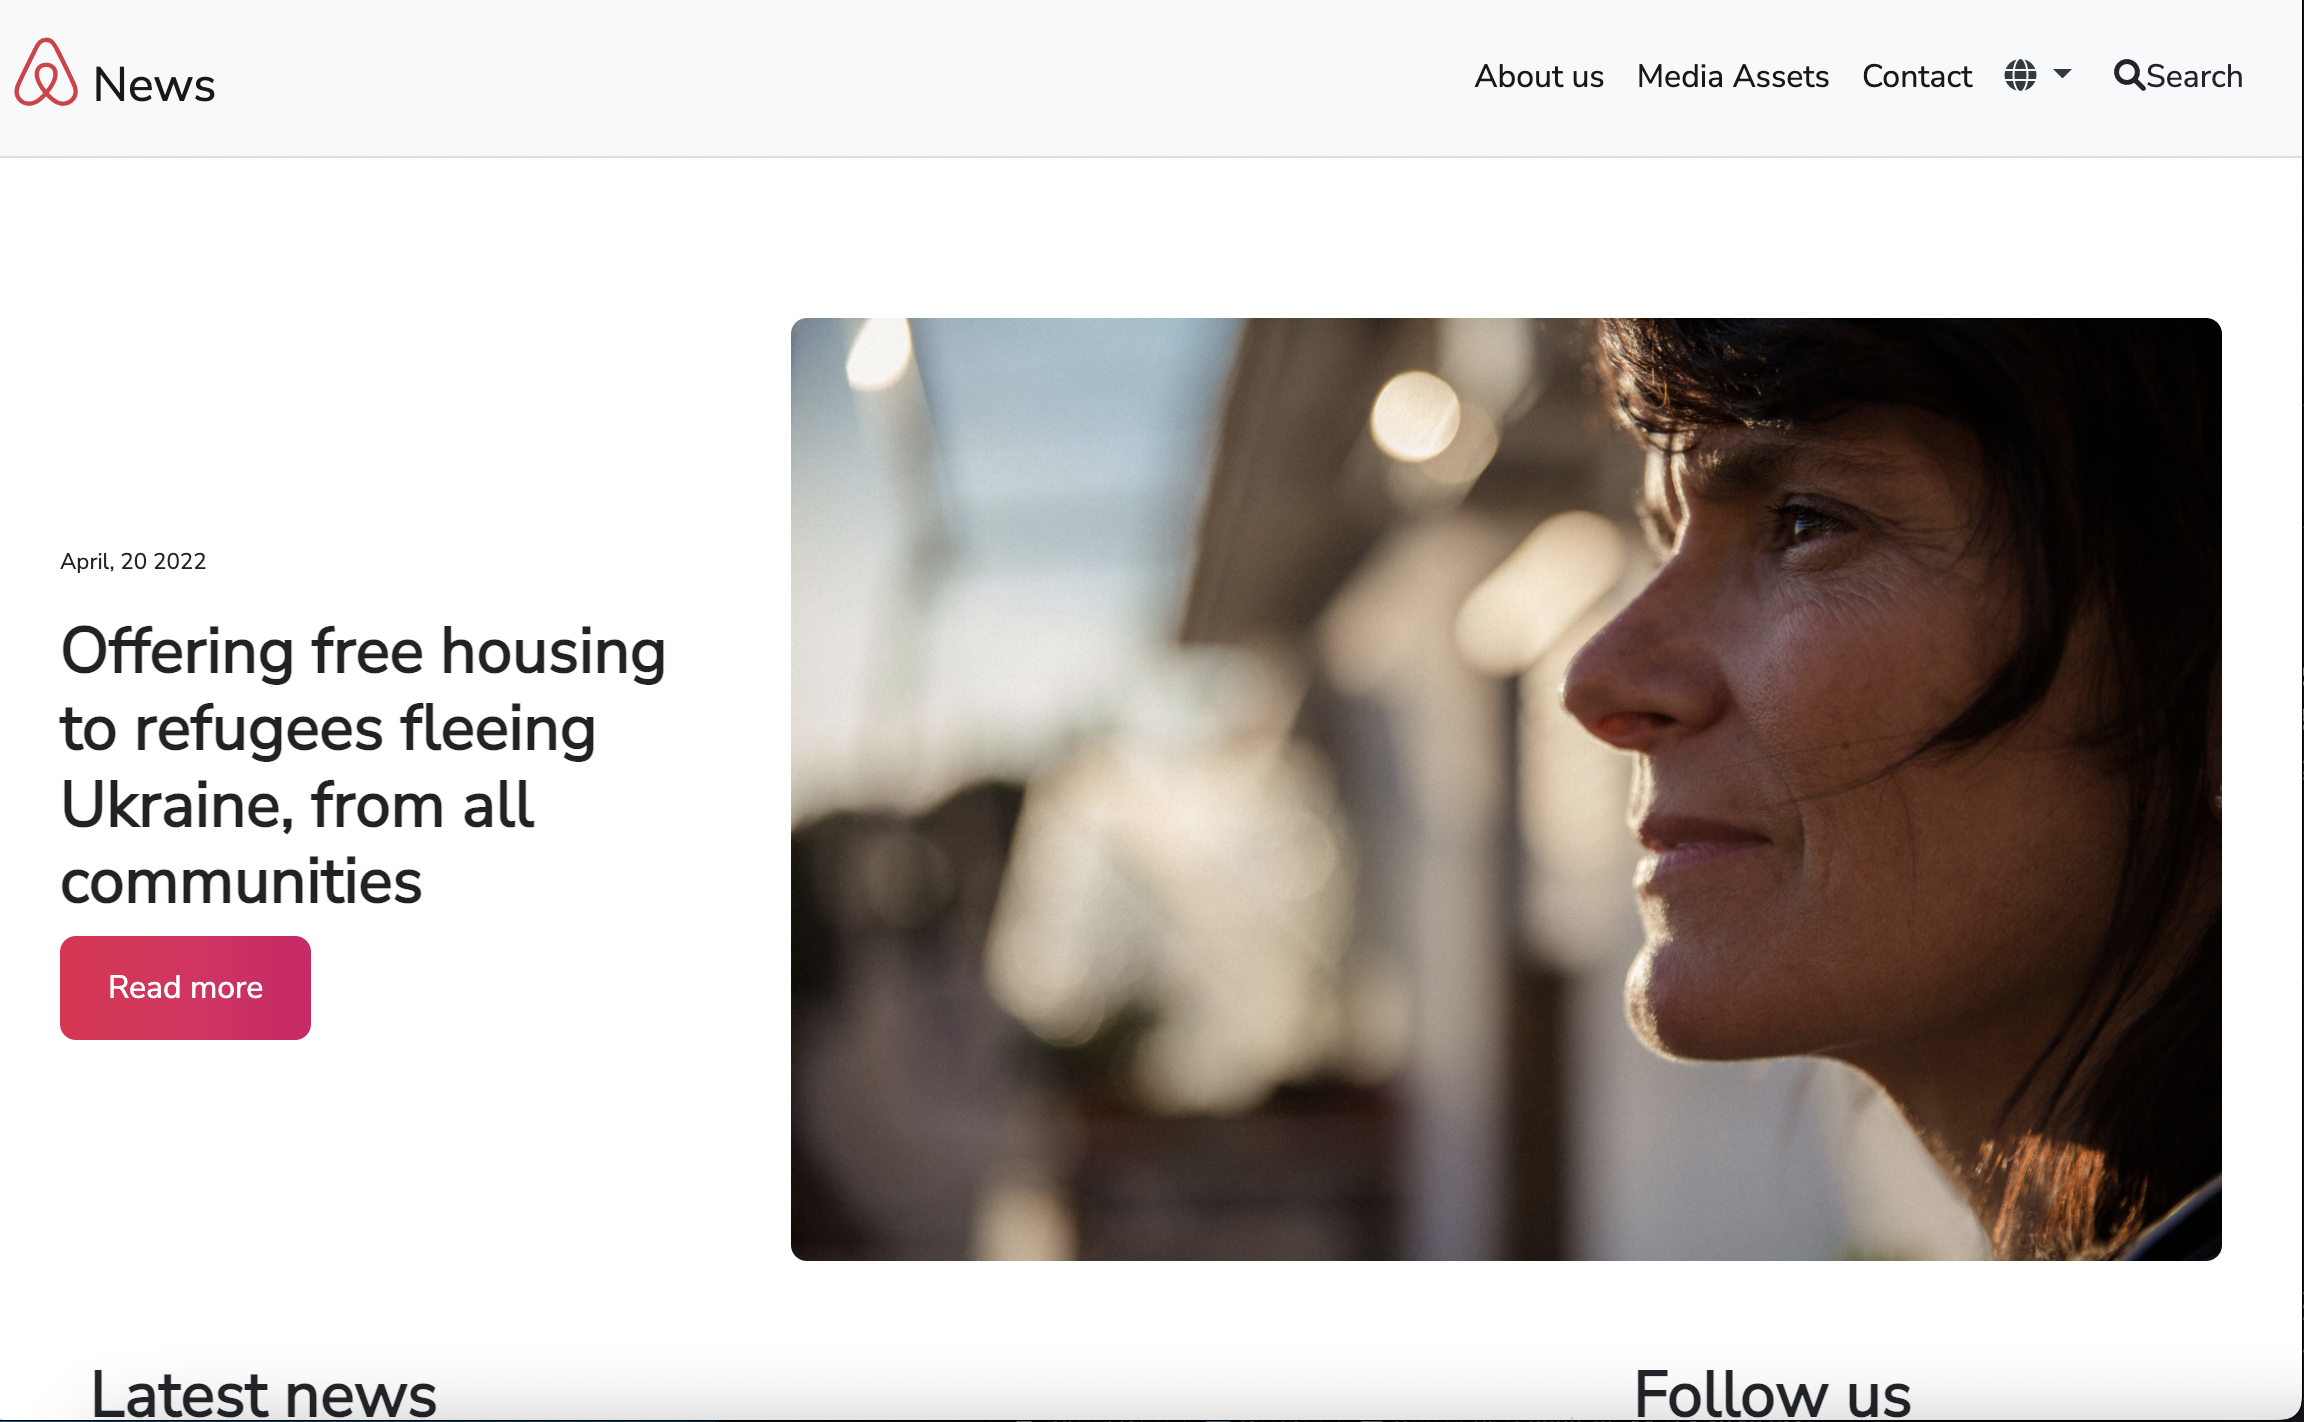 News
About us
Media Assets
Contact
Search
April, 20 2022
Offering free housing
to refugees fleeing
Ukraine, from all
communities
Read more
Latest news
Follow us